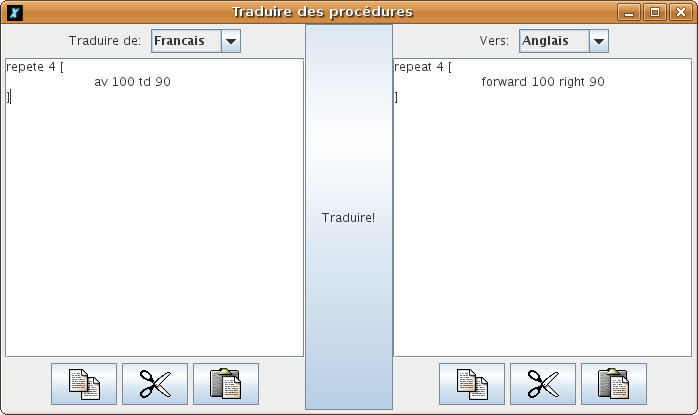 Traduire des procédures
Traduire de: Francais
Vers: Anglais
repete 4 [
av 100 td 90
]
Traduire!
repeat 4 [
forward 100 right 90
]